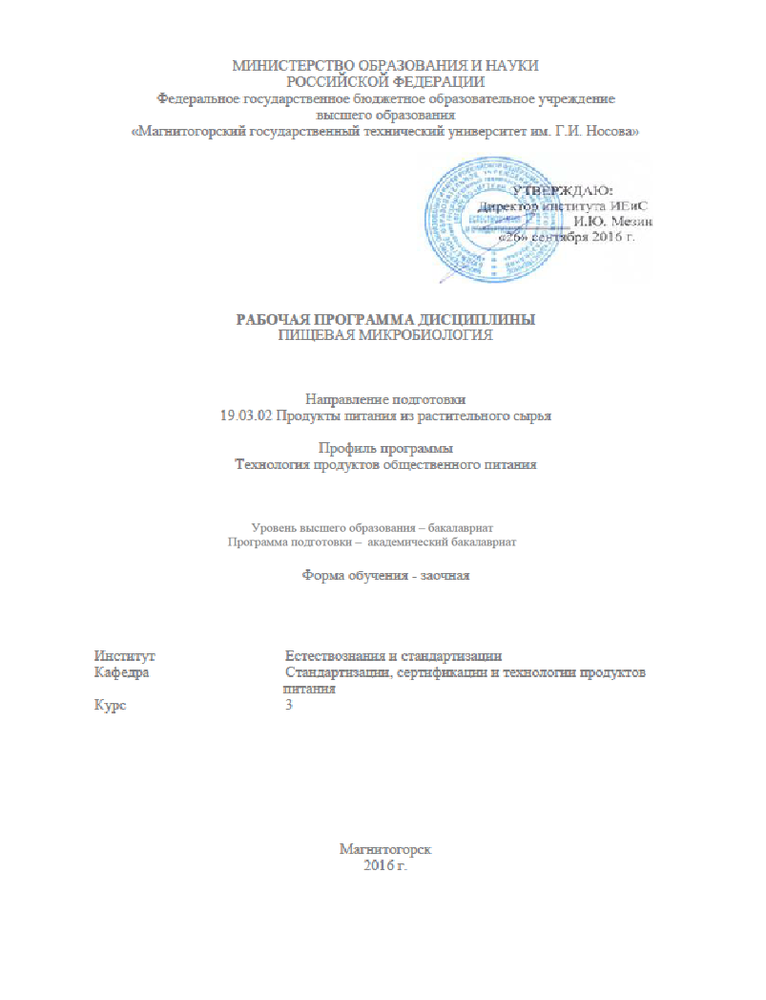 МИНИСТЕРСТВО ОБРАЗОВАНИЯ И НАУКИ
РОССИЙСКОЙ ФЕДЕРАЦИИ
Федеральное государственное бюджетное образовательное учреждение
высшего образования
«Магнитогорский государственный технический университет им. Г.И. Носова»
УТВЕРЖДАЮ:
Директор института ИЕиС
И.Ю. Мезин
«26» сентября 2016 г.
РАБОЧАЯ ПРОГРАММА ДИСЦИПЛИНЫ
ПИЩЕВАЯ МИКРОБИОЛОГИЯ
Направление подготовки
19.03.02 Продукты питания из растительного сырья
Профиль программы
Технология продуктов общественного питания
Уровень высшего образования – бакалавриат
Программа подготовки – академический бакалавриат
Форма обучения - заочная
Институт Естествознания и стандартизации
Кафедра Стандартизации, сертификации и технологии продуктов
питания
Курс 3
Магнитогорск
2016 г.